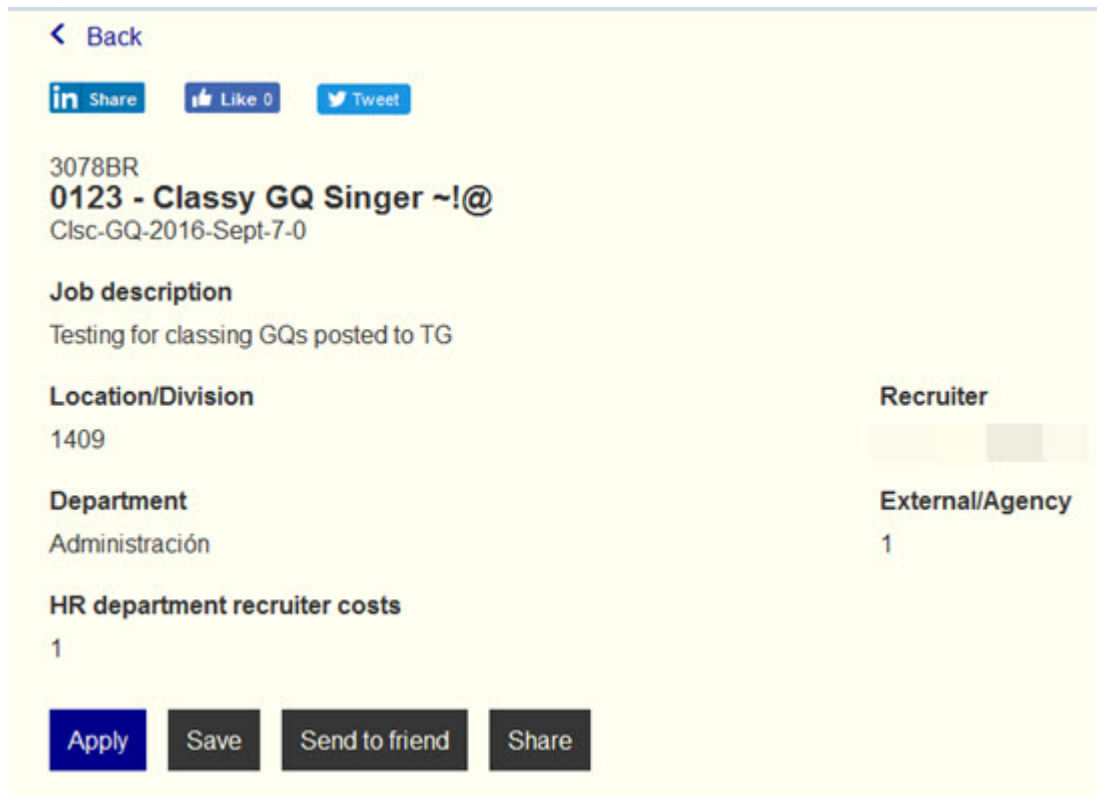 Back
in Share Like 0 Tweet
3078BR
0123 - Classy GQ Singer ~!@
Clsc-GQ-2016-Sept-7-0
Job description
Testing for classing GQs posted to TG
Location/Division Recruiter
1409
Department External/Agency
Administración 1
HR department recruiter costs
1
Apply Save Send to friend Share